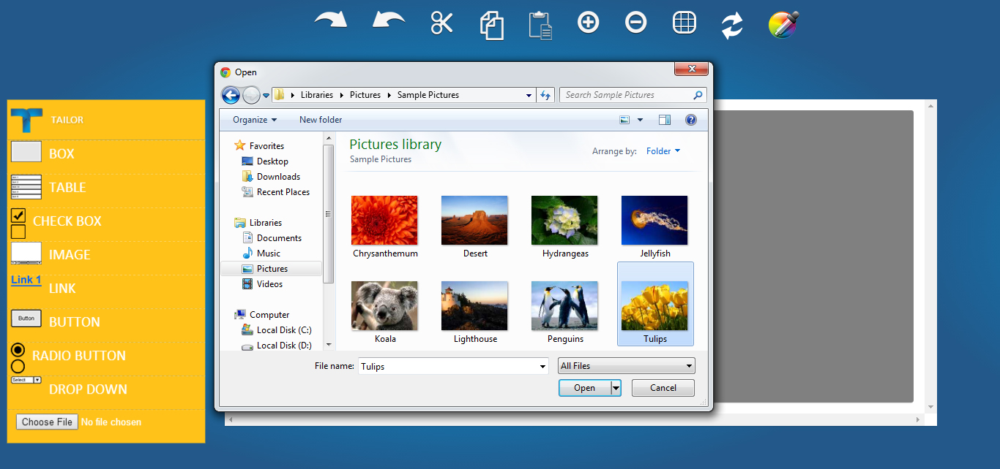 Open
Libraries Pictures Sample Pictures
Search Sample Pictures
Organize New folder
TAILOR
BOX
TABLE
CHECK BOX
IMAGE
Link 1
LINK
Button
BUTTON
RADIO BUTTON
Select
DROP DOWN
Choose File No file chosen
Favorites
Desktop
Downloads
Recent Places
Libraries
Documents
Music
Pictures
Videos
Computer
Local Disk (C:)
Local Disk (D:)
Pictures library
Sample Pictures
Arrange by: Folder
Chrysanthemum Desert Hydrangeas Jellyfish
Koala Lighthouse Penguins Tulips
File name: Tulips All Files
Open Cancel